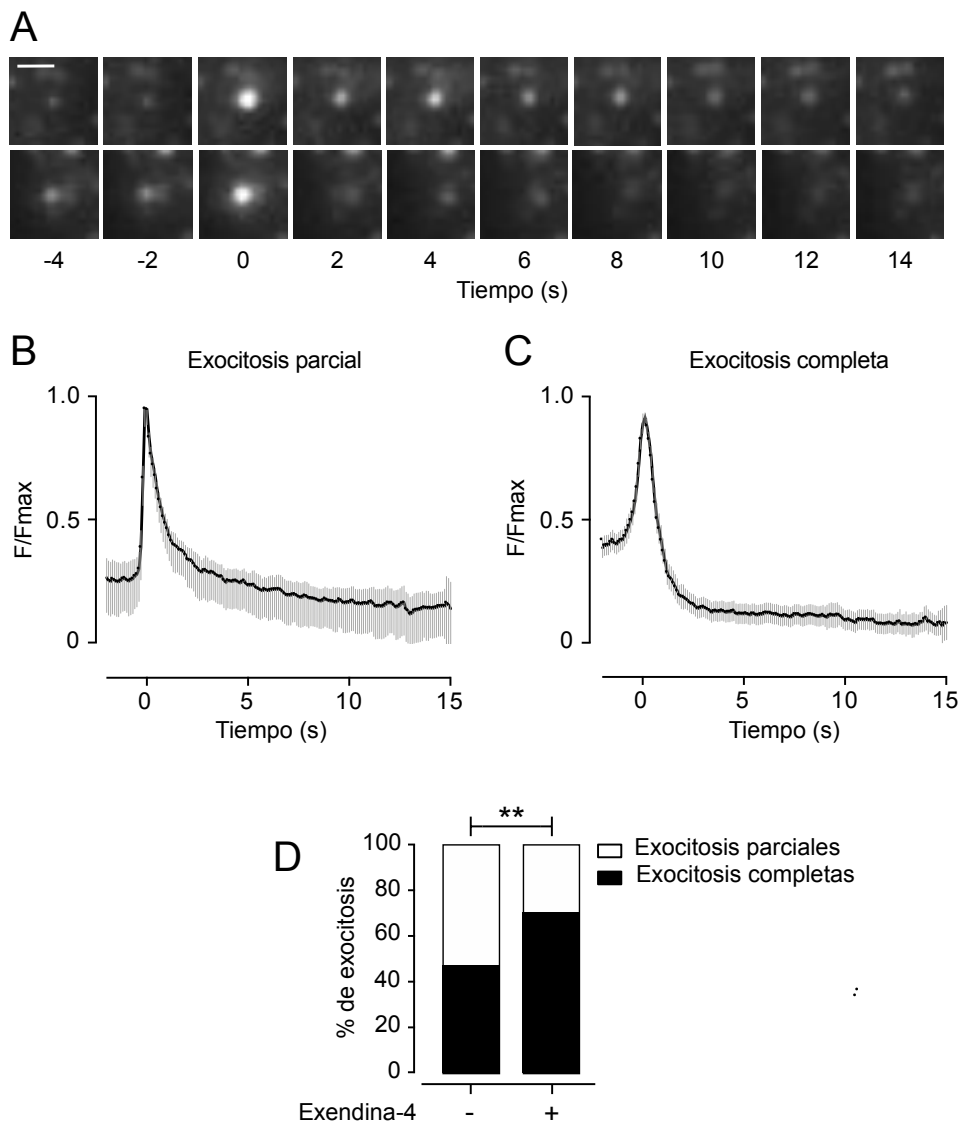 A
-4 -2 0 2 4 6 8 10 12 14
Tiempo (s)
B
Exocitosis parcial
1.0
0.5
0
F/Fmax
0 5 10 15
Tiempo (s)
C
Exocitosis completa
1.0
0.5
0
F/Fmax
0 5 10 15
Tiempo (s)
D
**
100
80
60
40
20
0
% de exocitosis
Exocitosis parciales
Exocitosis completas
Exendina-4 - +